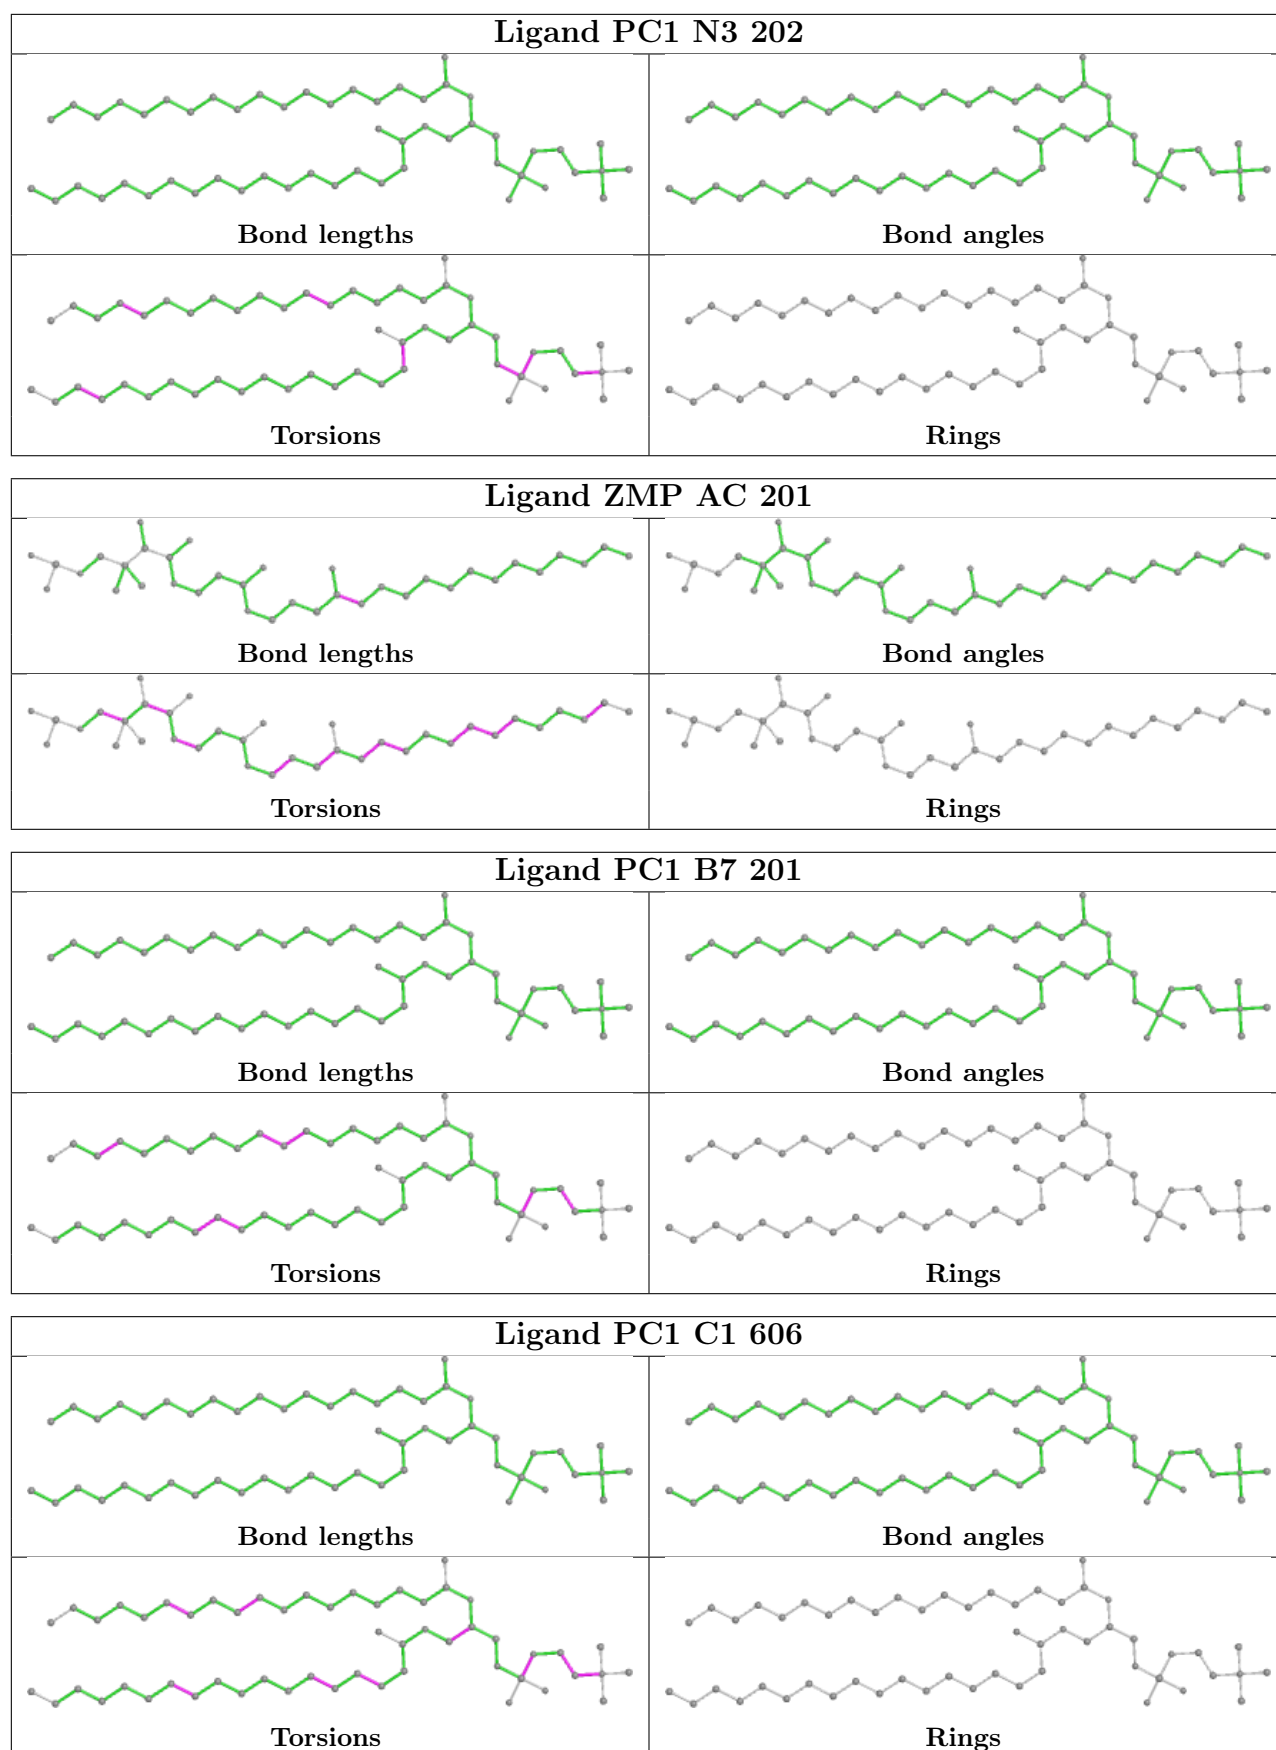 Ligand PC1 N3 202
Bond lengths
Bond angles
Torsions
Rings
Ligand ZMP AC 201
Bond lengths
Bond angles
Torsions
Rings
Ligand PC1 B7 201
Bond lengths
Bond angles
Torsions
Rings
Ligand PC1 C1 606
Bond lengths
Bond angles
Torsions
Rings